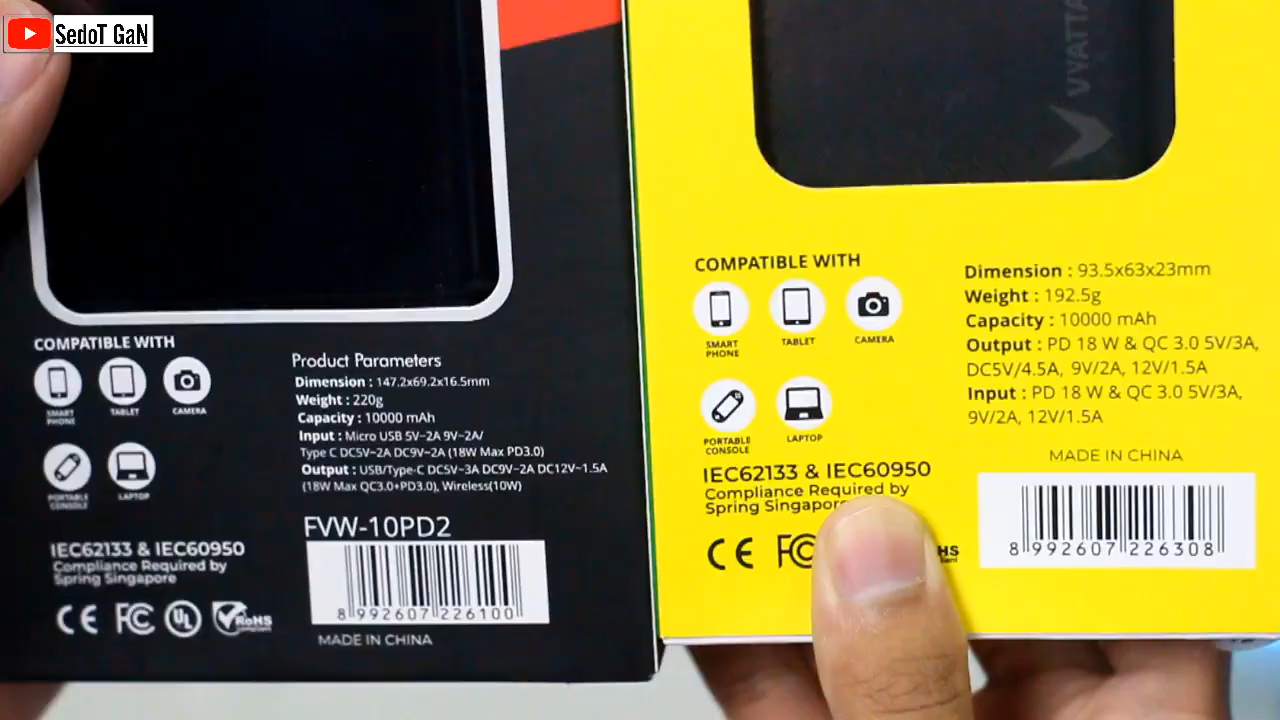 SedoT GaN
COMPATIBLE WITH
SMART
PHONE
TABLET
CAMERA
PORTABLE
CONSOLE
LAPTOP
IEC62133 & IEC60950
Compliance Required by
Spring Singapore
CE FC UL RoHS
compliant
Product Parameters
Dimension : 147.2x69.2x16.5mm
Weight : 220g
Capacity : 10000 mAh
Input : Micro USB 5V~2A 9V~2A/
Type C DC5V~2A DC9V~2A (18W Max PD3.0)
Output : USB/Type-C DC5V~3A DC9V~2A DC12V~1.5A
(18W Max QC3.0+PD3.0), Wireless(10W)
FVW-10PD2
8 992607 226100
MADE IN CHINA
VYATTA
COMPATIBLE WITH
SMART
PHONE
TABLET
CAMERA
PORTABLE
CONSOLE
LAPTOP
IEC62133 & IEC60950
Compliance Required by
Spring Singapore
CE FC HS
Dimension : 93.5x63x23mm
Weight : 192.5g
Capacity : 10000 mAh
Output : PD 18 W & QC 3.0 5V/3A,
DC5V/4.5A, 9V/2A, 12V/1.5A
Input : PD 18 W & QC 3.0 5V/3A,
9V/2A, 12V/1.5A
MADE IN CHINA
8 992607 226308